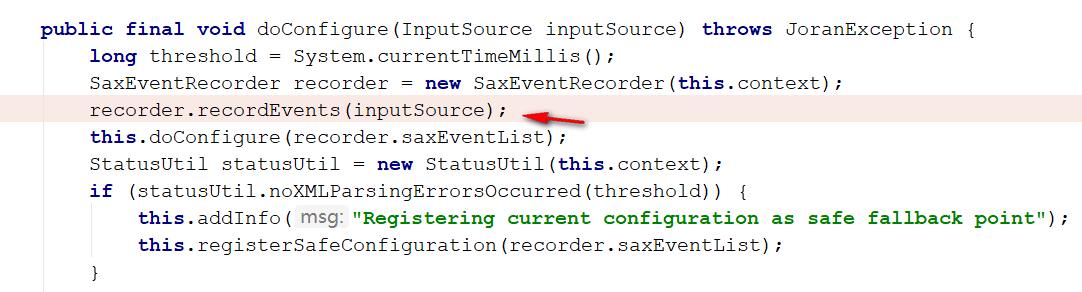 public final void doConfigure(InputSource inputSource) throws JoranException {
long threshold = System.currentTimeMillis();
SaxEventRecorder recorder = new SaxEventRecorder(this.context);
recorder.recordEvents(inputSource);
this.doConfigure(recorder.saxEventList);
StatusUtil statusUtil = new StatusUtil(this.context);
if (statusUtil.noXMLParsingErrorsOccurred(threshold)) {
this.addInfo( msg: "Registering current configuration as safe fallback point");
this.registerSafeConfiguration(recorder.saxEventList);
}